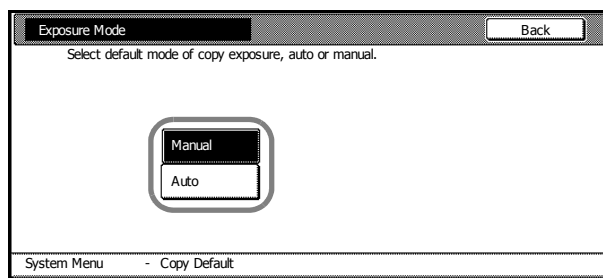 Exposure Mode Back
Select default mode of copy exposure, auto or manual.
Manual
Auto
System Menu - Copy Default